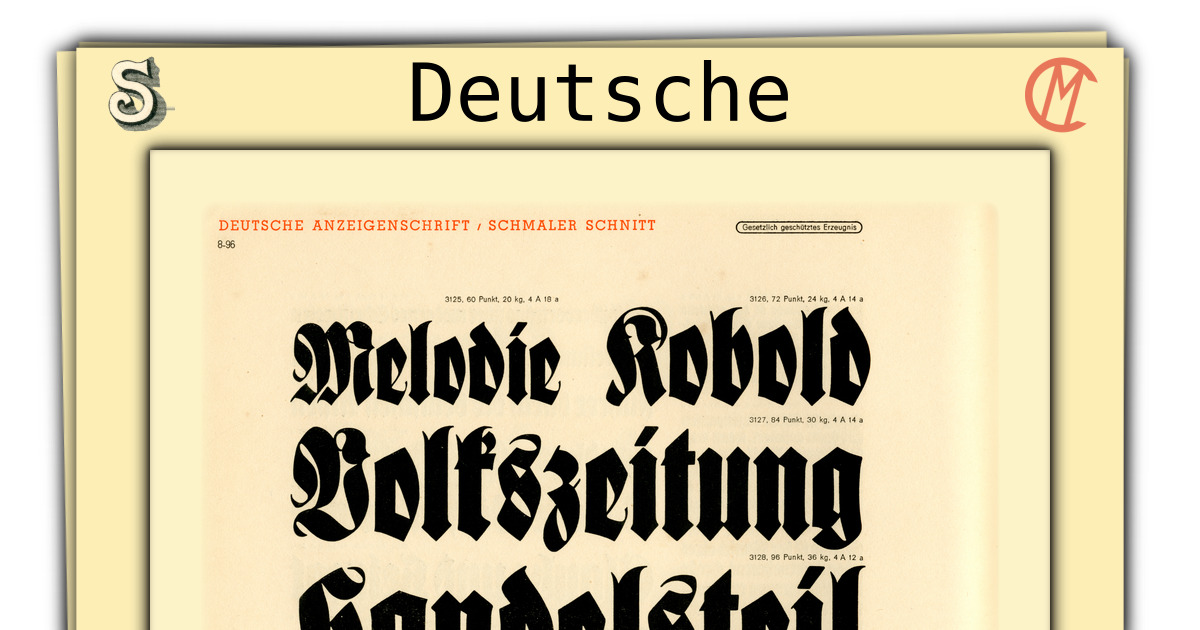 S
Deutsche
CM
DEUTSCHE ANZEIGENSCHRIFT / SCHMALER SCHNITT
Gesetzlich geschütztes Erzeugnis
8-96
3125, 60 Punkt, 20 kg, 4 A 18 a
3126, 72 Punkt, 24 kg, 4 A 14 a
Melodie Kobold
3127, 84 Punkt, 30 kg, 4 A 14 a
Volkszeitung
3128, 96 Punkt, 36 kg, 4 A 12 a
Handelsteil